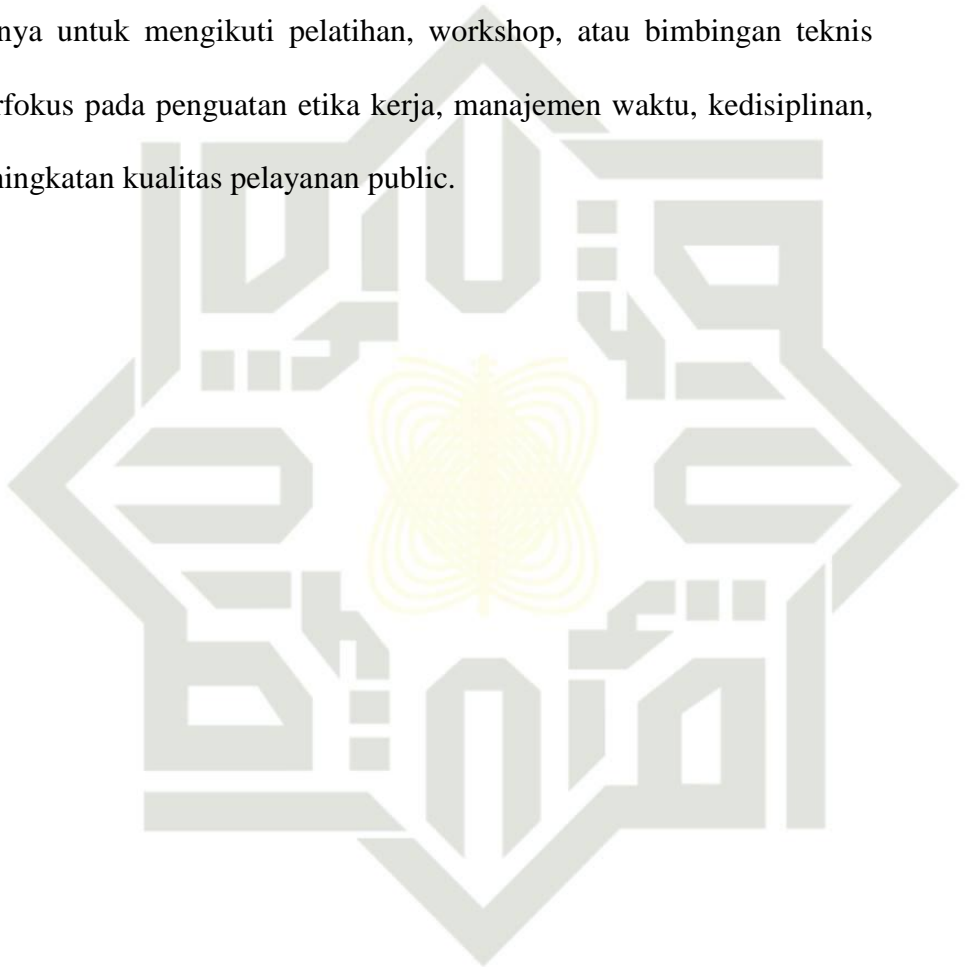 nya untuk mengikuti pelatihan, workshop, atau bimbingan teknis
rfokus pada penguatan etika kerja, manajemen waktu, kedisiplinan,
ningkatan kualitas pelayanan public.